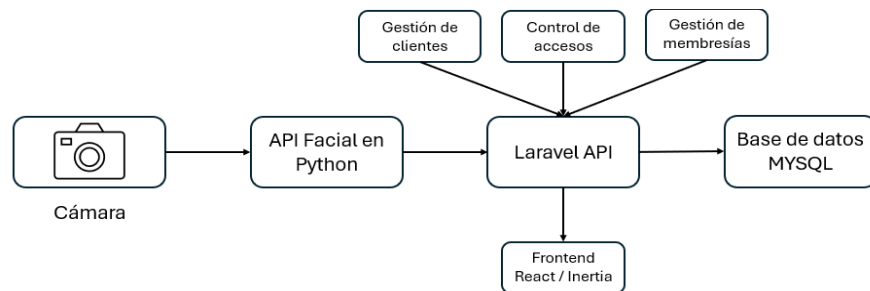 Gestión de
clientes
Control de
accesos
Gestión de
membresías
Cámara
API Facial en
Python
Laravel API
Base de datos
MYSQL
Frontend
React / Inertia